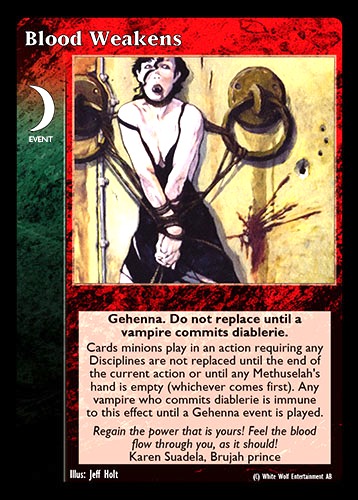 Blood Weakens
EVENT
Gehenna. Do not replace until a
vampire commits diablerie.
Cards minions play in an action requiring any
Disciplines are not replaced until the end of
the current action or until any Methuselah's
hand is empty (whichever comes first). Any
vampire who commits diablerie is immune
to this effect until a Gehenna event is played.
Regain the power that is yours! Feel the blood
flow through you, as it should!
Karen Suadela, Brujah prince
Illus: Jeff Holt
(C) White Wolf Entertainment AB